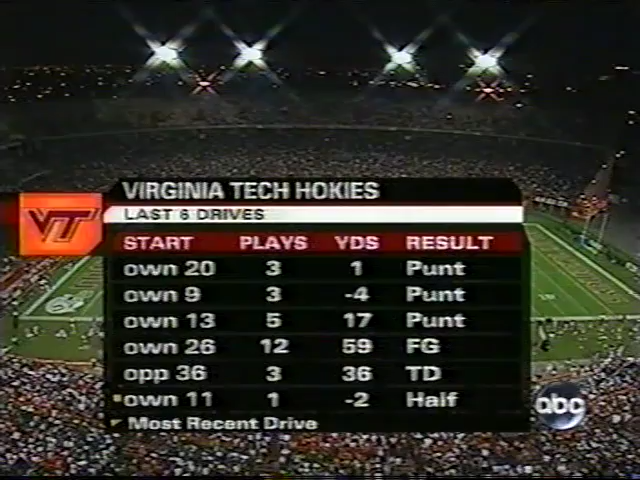 VIRGINIA TECH HOKIES
VT
LAST 6 DRIVES
START PLAYS YDS RESULT
own 20 3 1 Punt
own 9 3 -4 Punt
own 13 5 17 Punt
own 26 12 59 FG
opp 36 3 36 TD
own 11 1 -2 Half
Most Recent Drive
abc